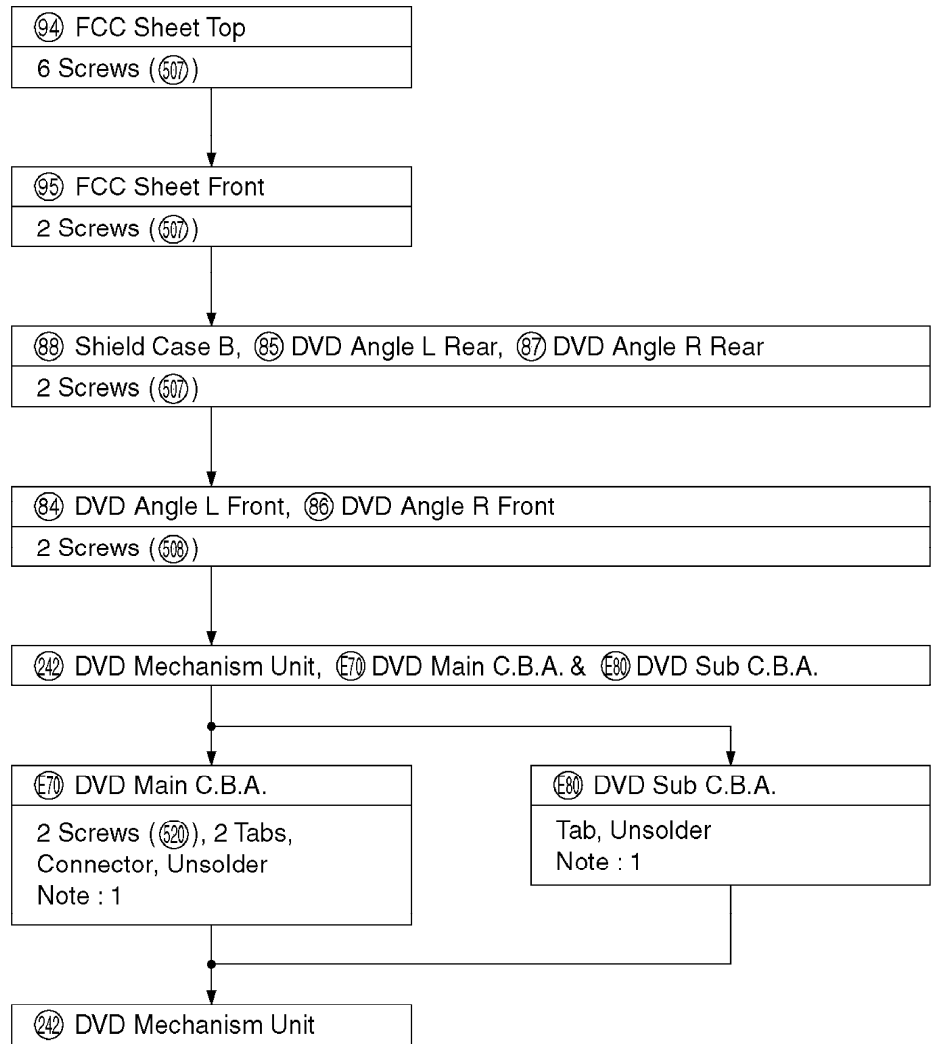 94 FCC Sheet Top
6 Screws (507)
95 FCC Sheet Front
2 Screws (507)
88 Shield Case B, 85 DVD Angle L Rear, 87 DVD Angle R Rear
2 Screws (507)
84 DVD Angle L Front, 86 DVD Angle R Front
2 Screws (508)
242 DVD Mechanism Unit, E70 DVD Main C.B.A. & E80 DVD Sub C.B.A.
E70 DVD Main C.B.A.
2 Screws (520), 2 Tabs,
Connector, Unsolder
Note : 1
E80 DVD Sub C.B.A.
Tab, Unsolder
Note : 1
242 DVD Mechanism Unit